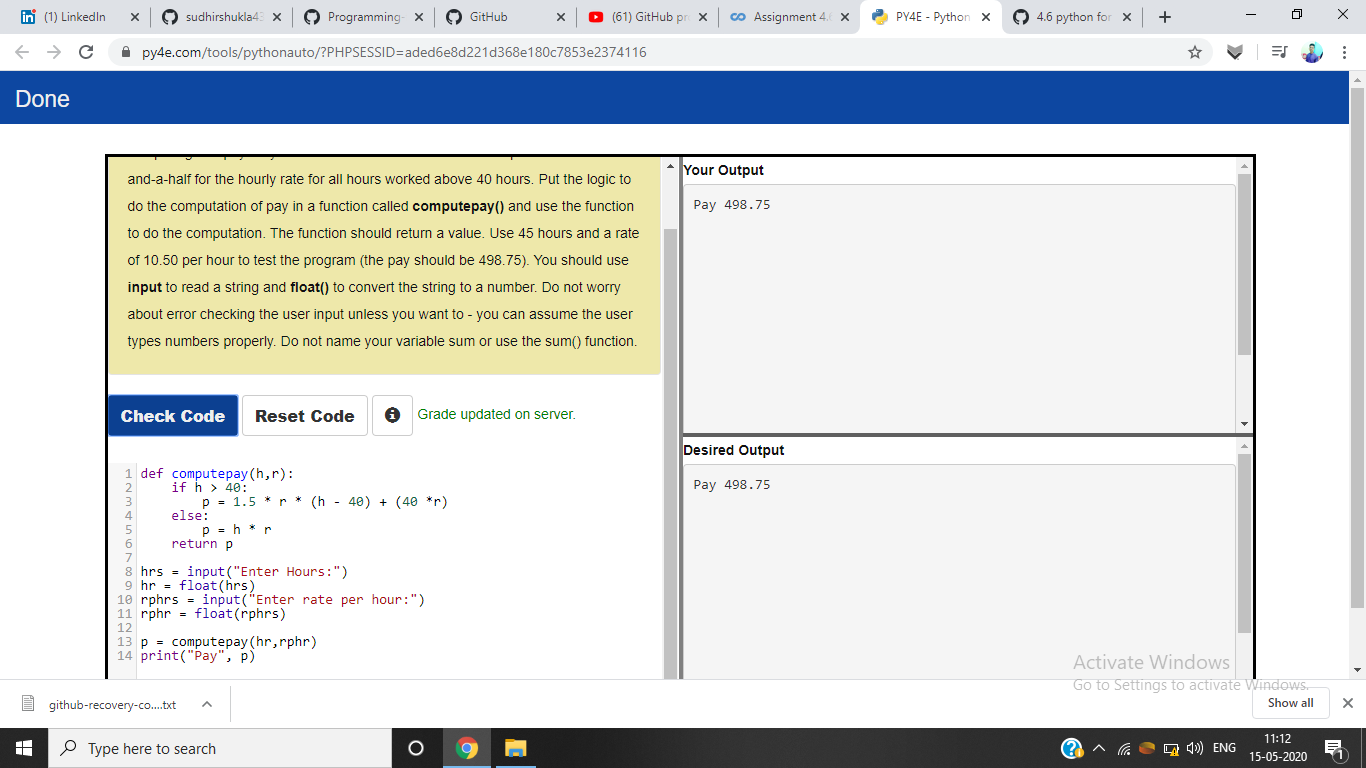 (1) LinkedIn
sudhirshukla43
Programming-
GitHub
(61) GitHub pr
Assignment 4.
PY4E - Python
4.6 python for
py4e.com/tools/pythonauto/?PHPSESSID=aded6e8d221d368e180c7853e2374116
Done
and-a-half for the hourly rate for all hours worked above 40 hours. Put the logic to
do the computation of pay in a function called computepay() and use the function
to do the computation. The function should return a value. Use 45 hours and a rate
of 10.50 per hour to test the program (the pay should be 498.75). You should use
input to read a string and float() to convert the string to a number. Do not worry
about error checking the user input unless you want to - you can assume the user
types numbers properly. Do not name your variable sum or use the sum() function.
Check Code
Reset Code
Grade updated on server.
1 def computepay(h,r):
2     if h > 40:
3         p = 1.5 * r * (h - 40) + (40 *r)
4     else:
5         p = h * r
6     return p
7
8 hrs = input("Enter Hours:")
9 hr = float(hrs)
10 rphrs = input("Enter rate per hour:")
11 rphr = float(rphrs)
12
13 p = computepay(hr,rphr)
14 print("Pay", p)
Your Output
Pay 498.75
Desired Output
Pay 498.75
Activate Windows
Go to Settings to activate Windows.
github-recovery-co....txt
Show all
Type here to search
ENG
11:12
15-05-2020
1